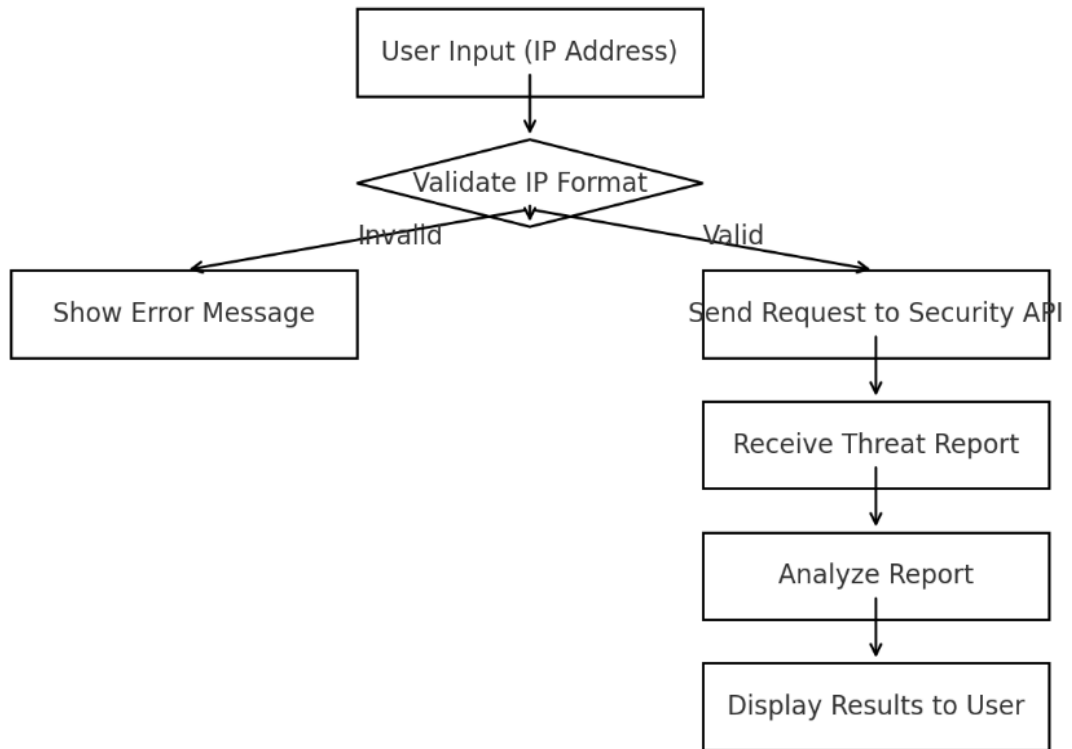 User Input (IP Address)
Validate IP Format
Invalid
Valid
Show Error Message
Send Request to Security API
Receive Threat Report
Analyze Report
Display Results to User